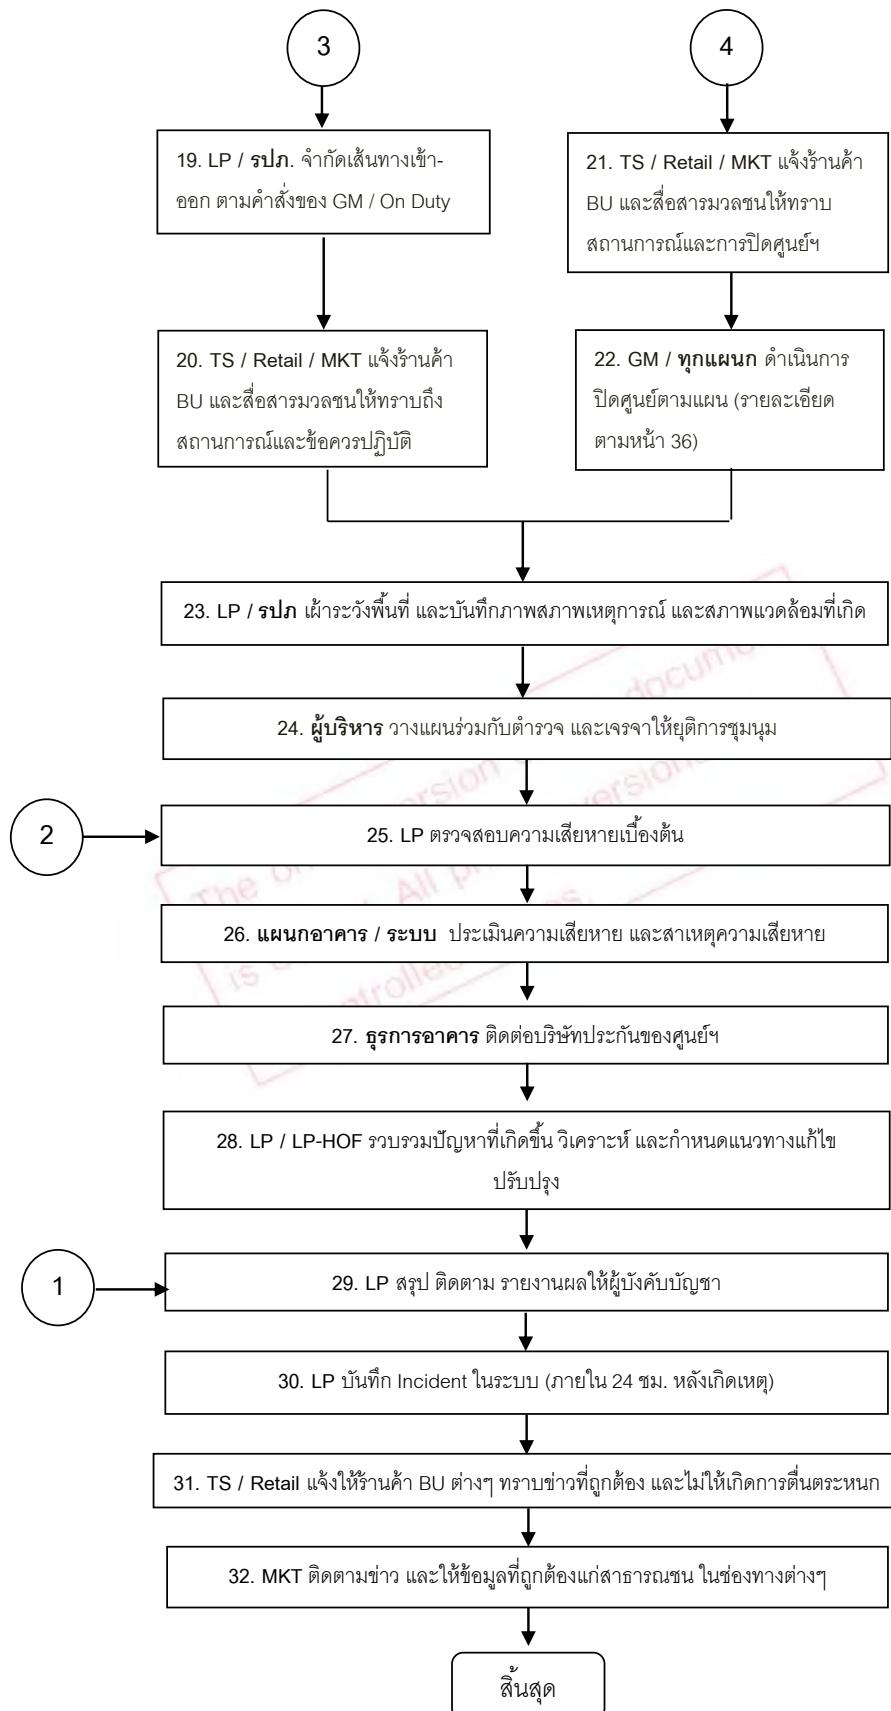 3
4
19. LP / รปภ. จำกัดเส้นทางเข้า-
ออก ตามคำสั่งของ GM / On Duty
21. TS / Retail / MKT แจ้งร้านค้า
BU และสื่อสารมวลชนให้ทราบ
สถานการณ์และการปิดศูนย์ฯ
20. TS / Retail / MKT แจ้งร้านค้า
BU และสื่อสารมวลชนให้ทราบถึง
สถานการณ์และข้อควรปฏิบัติ
22. GM / ทุกแผนก ดำเนินการ
ปิดศูนย์ตามแผน (รายละเอียด
ตามหน้า 36)
23. LP / รปภ เฝ้าระวังพื้นที่ และบันทึกภาพสภาพเหตุการณ์ และสภาพแวดล้อมที่เกิด
24. ผู้บริหาร วางแผนร่วมกับตำรวจ และเจรจาให้ยุติการชุมนุม
2
25. LP ตรวจสอบความเสียหายเบื้องต้น
26. แผนกอาคาร / ระบบ ประเมินความเสียหาย และสาเหตุความเสียหาย
27. ธุรการอาคาร ติดต่อบริษัทประกันของศูนย์ฯ
28. LP / LP-HOF รวบรวมปัญหาที่เกิดขึ้น วิเคราะห์ และกำหนดแนวทางแก้ไข
ปรับปรุง
1
29. LP สรุป ติดตาม รายงานผลให้ผู้บังคับบัญชา
30. LP บันทึก Incident ในระบบ (ภายใน 24 ชม. หลังเกิดเหตุ)
31. TS / Retail แจ้งให้ร้านค้า BU ต่างๆ ทราบข่าวที่ถูกต้อง และไม่ให้เกิดการตื่นตระหนก
32. MKT ติดตามข่าว และให้ข้อมูลที่ถูกต้องแก่สาธารณชน ในช่องทางต่างๆ
สิ้นสุด